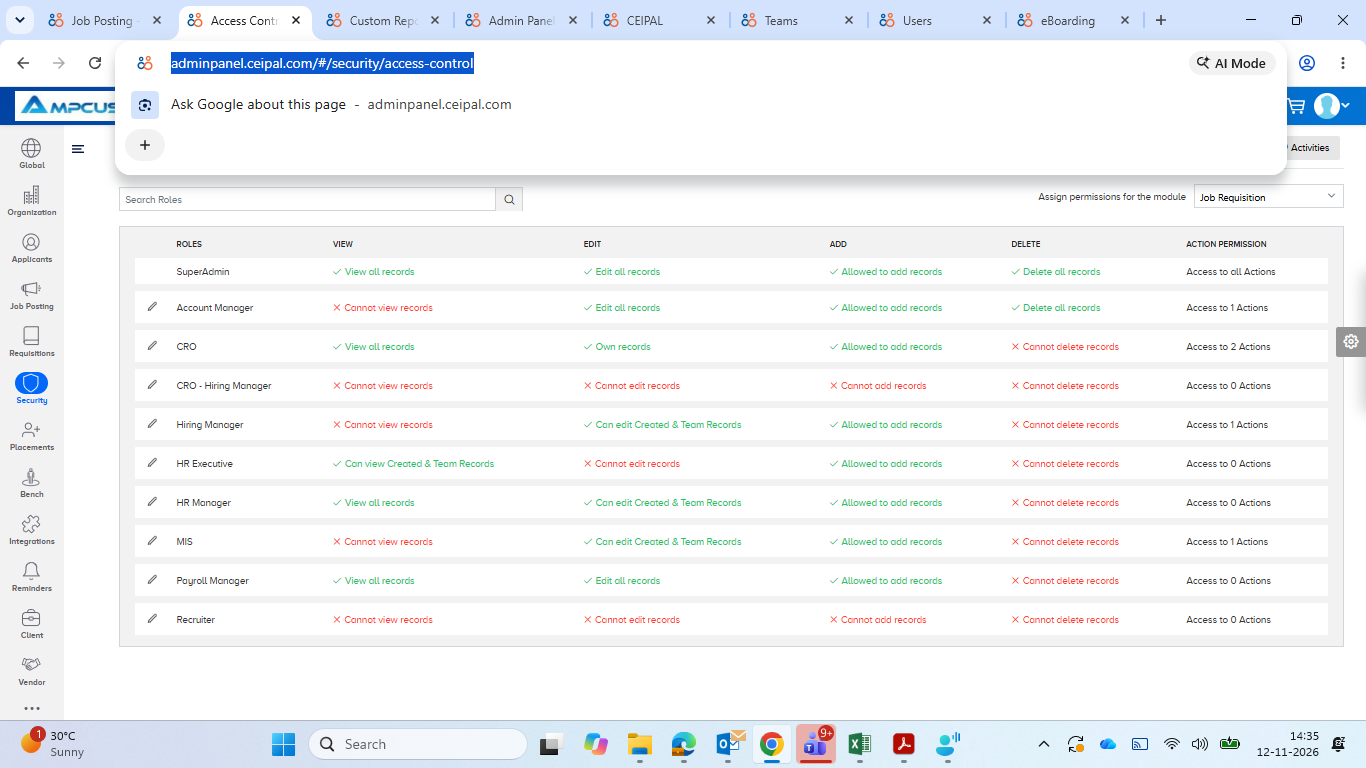 Job Posting -
Access Contr
Custom Repo
Admin Panel
CEIPAL
Teams
Users
eBoarding
adminpanel.ceipal.com/#/security/access-control
AI Mode
Ask Google about this page - adminpanel.ceipal.com
AMPCUS
Activities
Global
Organization
Applicants
Job Posting
Requisitions
Security
Placements
Bench
Integrations
Reminders
Client
Vendor
Search Roles
Assign permissions for the module
Job Requisition
ROLES VIEW EDIT ADD DELETE ACTION PERMISSION
SuperAdmin View all records Edit all records Allowed to add records Delete all records Access to all Actions
Account Manager Cannot view records Edit all records Allowed to add records Delete all records Access to 1 Actions
CRO View all records Own records Allowed to add records Cannot delete records Access to 2 Actions
CRO - Hiring Manager Cannot view records Cannot edit records Cannot add records Cannot delete records Access to 0 Actions
Hiring Manager Cannot view records Can edit Created & Team Records Allowed to add records Cannot delete records Access to 1 Actions
HR Executive Can view Created & Team Records Cannot edit records Allowed to add records Cannot delete records Access to 0 Actions
HR Manager View all records Can edit Created & Team Records Allowed to add records Cannot delete records Access to 0 Actions
MIS Cannot view records Can edit Created & Team Records Allowed to add records Cannot delete records Access to 1 Actions
Payroll Manager View all records Edit all records Allowed to add records Cannot delete records Access to 0 Actions
Recruiter Cannot view records Cannot edit records Cannot add records Cannot delete records Access to 0 Actions
1
30°C
Sunny
Search
9+
14:35
12-11-2026